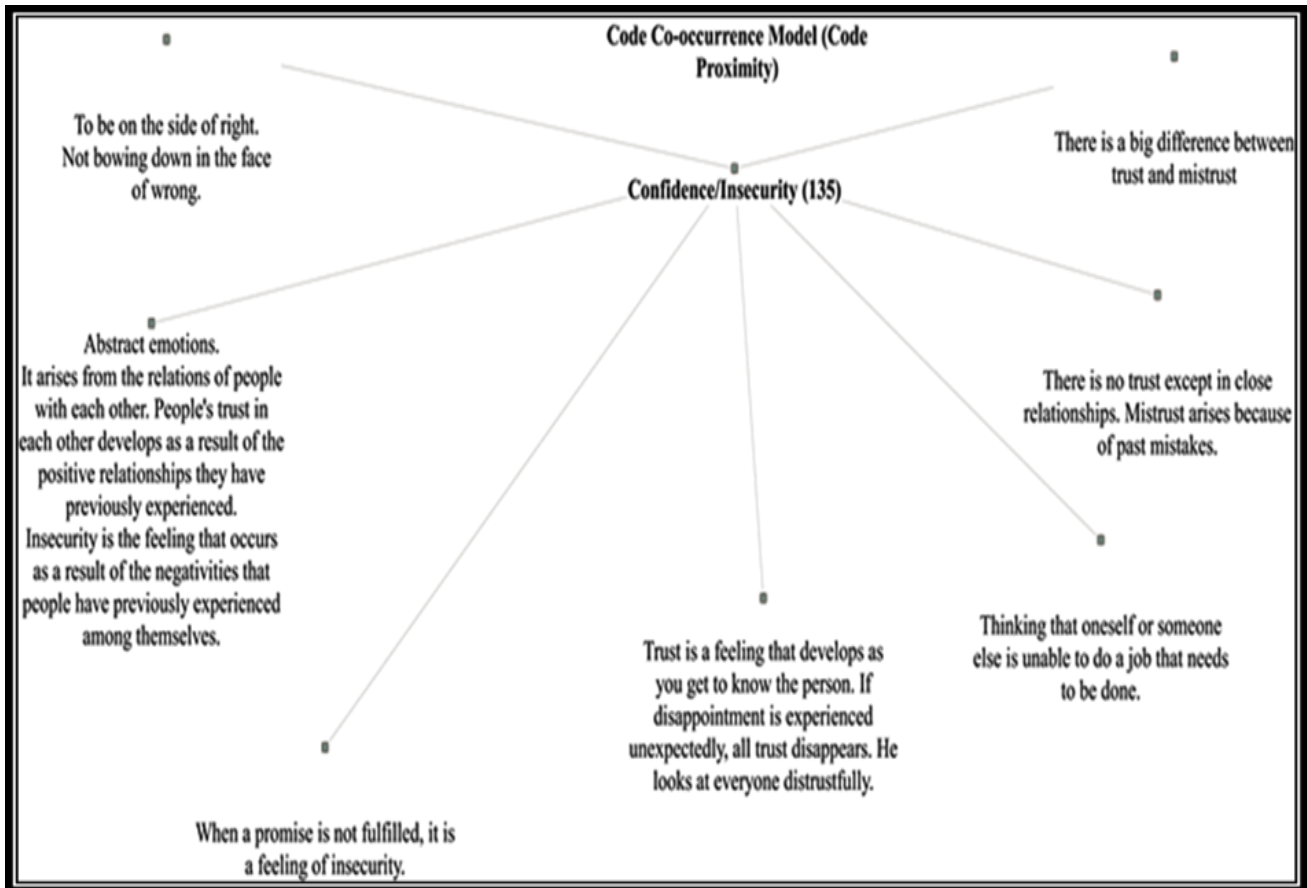 Code Co-occurrence Model (Code
Proximity)
To be on the side of right.
Not bowing down in the face
of wrong.
There is a big difference between
trust and mistrust
Confidence/Insecurity (135)
Abstract emotions.
It arises from the relations of people
with each other. People's trust in
each other develops as a result of the
positive relationships they have
previously experienced.
Insecurity is the feeling that occurs
as a result of the negativities that
people have previously experienced
among themselves.
There is no trust except in close
relationships. Mistrust arises because
of past mistakes.
Thinking that oneself or someone
else is unable to do a job that needs
to be done.
Trust is a feeling that develops as
you get to know the person. If
disappointment is experienced
unexpectedly, all trust disappears. He
looks at everyone distrustfully.
When a promise is not fulfilled, it is
a feeling of insecurity.